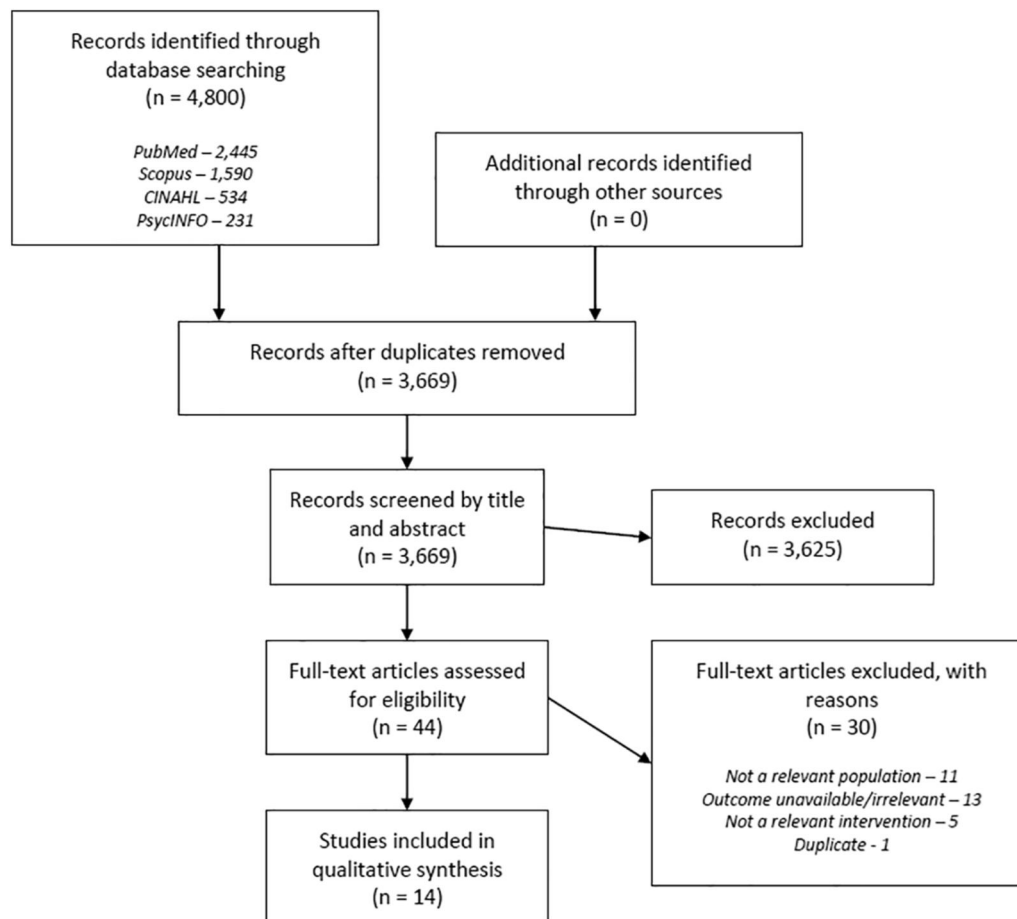 Records identified through
database searching
(n = 4,800)
PubMed – 2,445
Scopus – 1,590
CINAHL – 534
PsycINFO – 231
Additional records identified
through other sources
(n = 0)
Records after duplicates removed
(n = 3,669)
Records screened by title
and abstract
(n = 3,669)
Records excluded
(n = 3,625)
Full-text articles assessed
for eligibility
(n = 44)
Full-text articles excluded, with
reasons
(n = 30)
Not a relevant population – 11
Outcome unavailable/irrelevant – 13
Not a relevant intervention – 5
Duplicate - 1
Studies included in
qualitative synthesis
(n = 14)